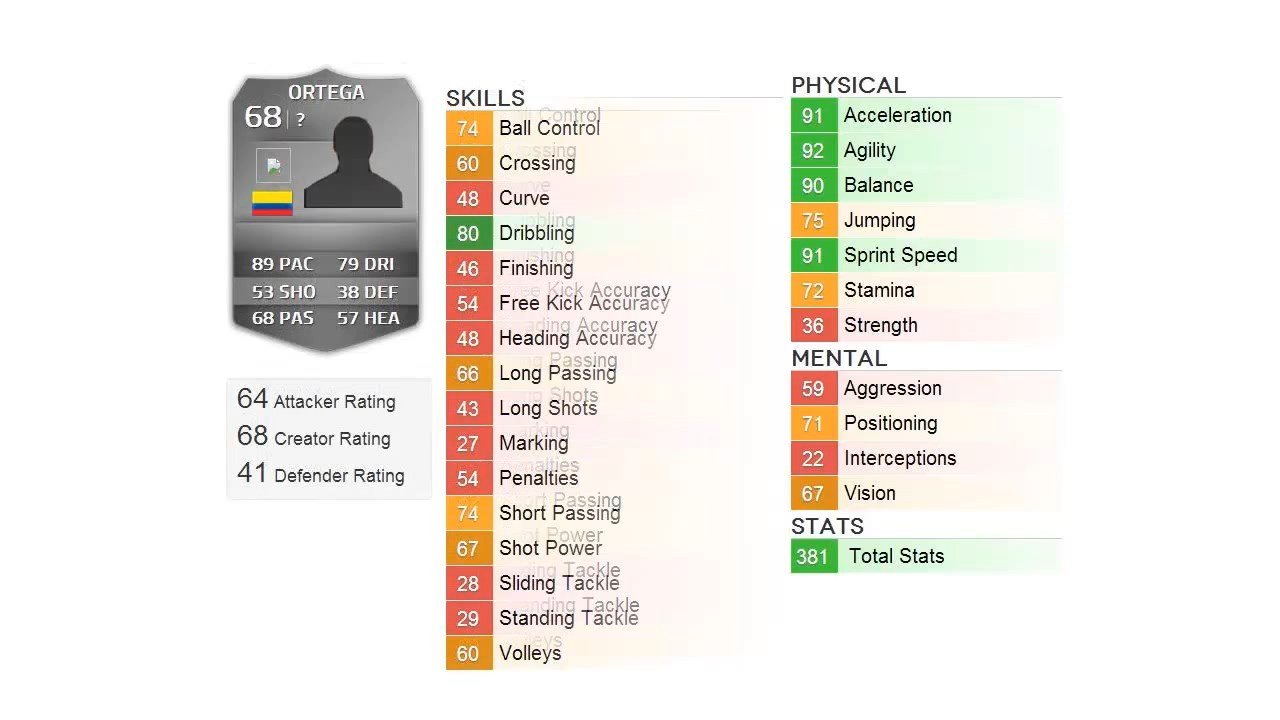 ORTEGA
68 ?
89 PAC 79 DRI
53 SHO 38 DEF
68 PAS 57 HEA
64 Attacker Rating
68 Creator Rating
41 Defender Rating
SKILLS
74 Ball Control
60 Crossing
48 Curve
80 Dribbling
46 Finishing
54 Free Kick Accuracy
48 Heading Accuracy
66 Long Passing
43 Long Shots
27 Marking
54 Penalties
74 Short Passing
67 Shot Power
28 Sliding Tackle
29 Standing Tackle
60 Volleys
PHYSICAL
91 Acceleration
92 Agility
90 Balance
75 Jumping
91 Sprint Speed
72 Stamina
36 Strength
MENTAL
59 Aggression
71 Positioning
22 Interceptions
67 Vision
STATS
381 Total Stats